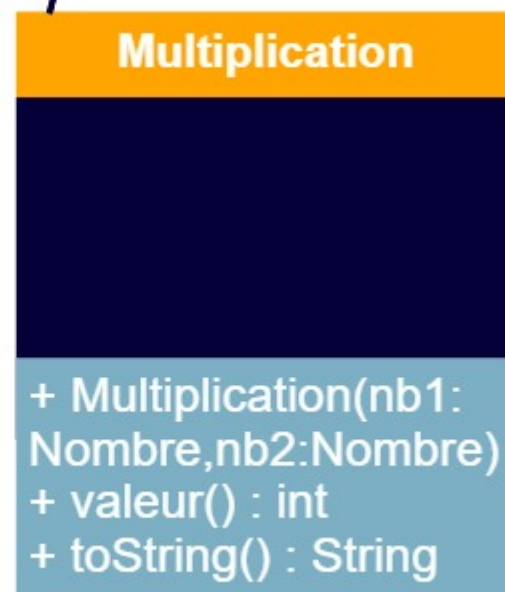 Multiplication
+ Multiplication(nb1:
Nombre,nb2:Nombre)
+ valeur() : int
+ toString() : String